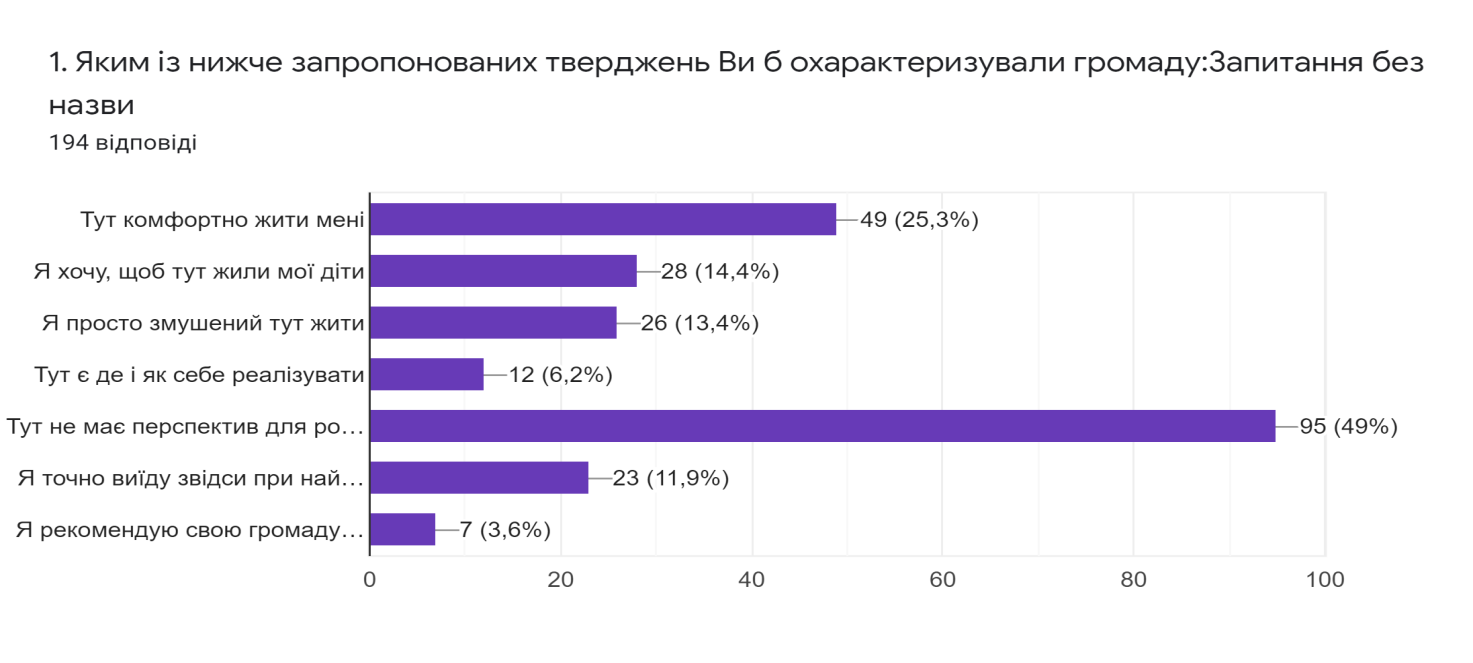 1. Яким із нижче запропонованих тверджень Ви б охарактеризували громаду:Запитання без
назви
194 відповіді
Тут комфортно жити мені 49 (25,3%)
Я хочу, щоб тут жили мої діти 28 (14,4%)
Я просто змушений тут жити 26 (13,4%)
Тут є де і як себе реалізувати 12 (6,2%)
Тут не має перспектив для ро… 95 (49%)
Я точно виїду звідси при най… 23 (11,9%)
Я рекомендую свою громаду… 7 (3,6%)
0 20 40 60 80 100